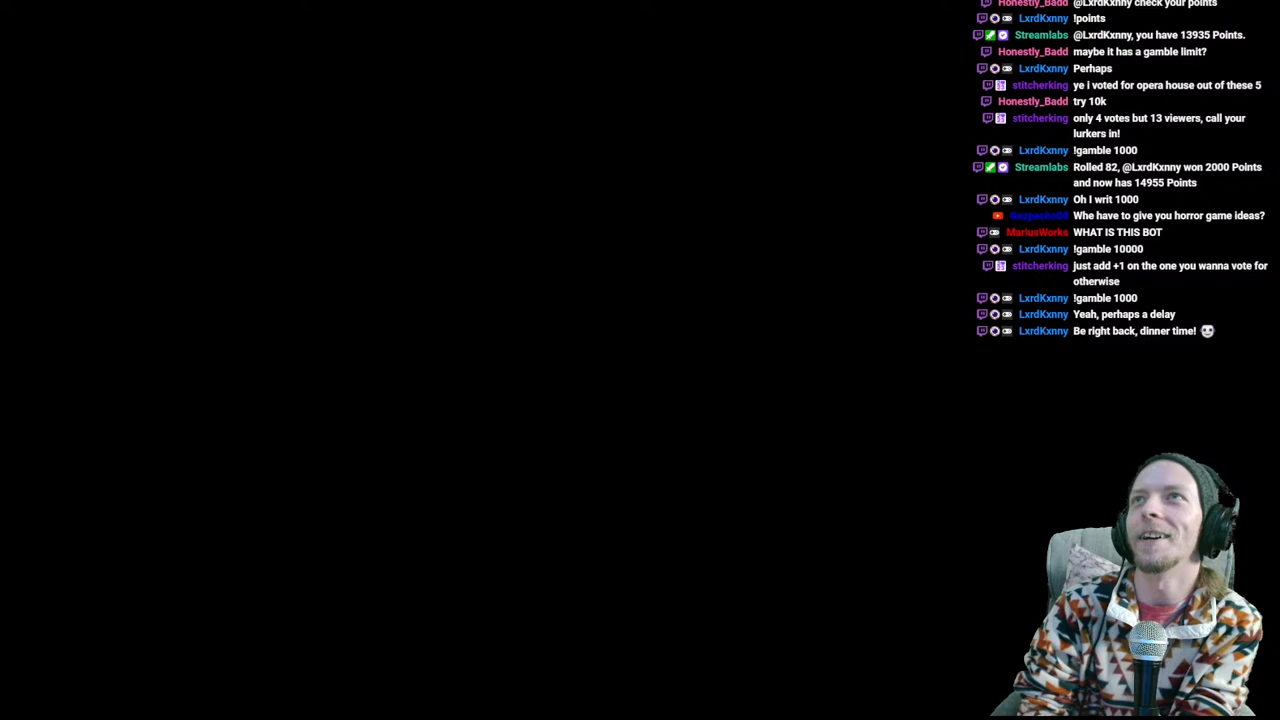 Honestly_Badd @LxrdKxnny check your points
LxrdKxnny !points
Streamlabs @LxrdKxnny, you have 13935 Points.
Honestly_Badd maybe it has a gamble limit?
LxrdKxnny Perhaps
stitcherking ye i voted for opera house out of these 5
Honestly_Badd try 10k
stitcherking only 4 votes but 13 viewers, call your
lurkers in!
LxrdKxnny !gamble 1000
Streamlabs Rolled 82, @LxrdKxnny won 2000 Points
and now has 14955 Points
LxrdKxnny Oh I writ 1000
Whe have to give you horror game ideas?
MariusWorks WHAT IS THIS BOT
LxrdKxnny !gamble 10000
stitcherking just add +1 on the one you wanna vote for
otherwise
LxrdKxnny !gamble 1000
LxrdKxnny Yeah, perhaps a delay
LxrdKxnny Be right back, dinner time!